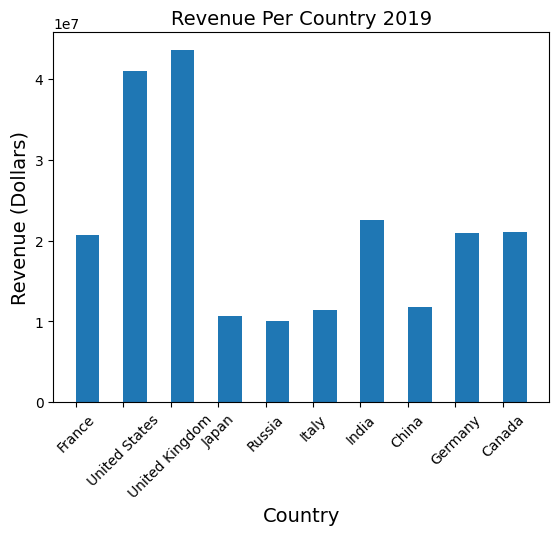 Revenue Per Country 2019
1e7
Revenue (Dollars)
4
3
2
1
0
France
United States
United Kingdom
Japan
Russia
Italy
India
China
Germany
Canada
Country